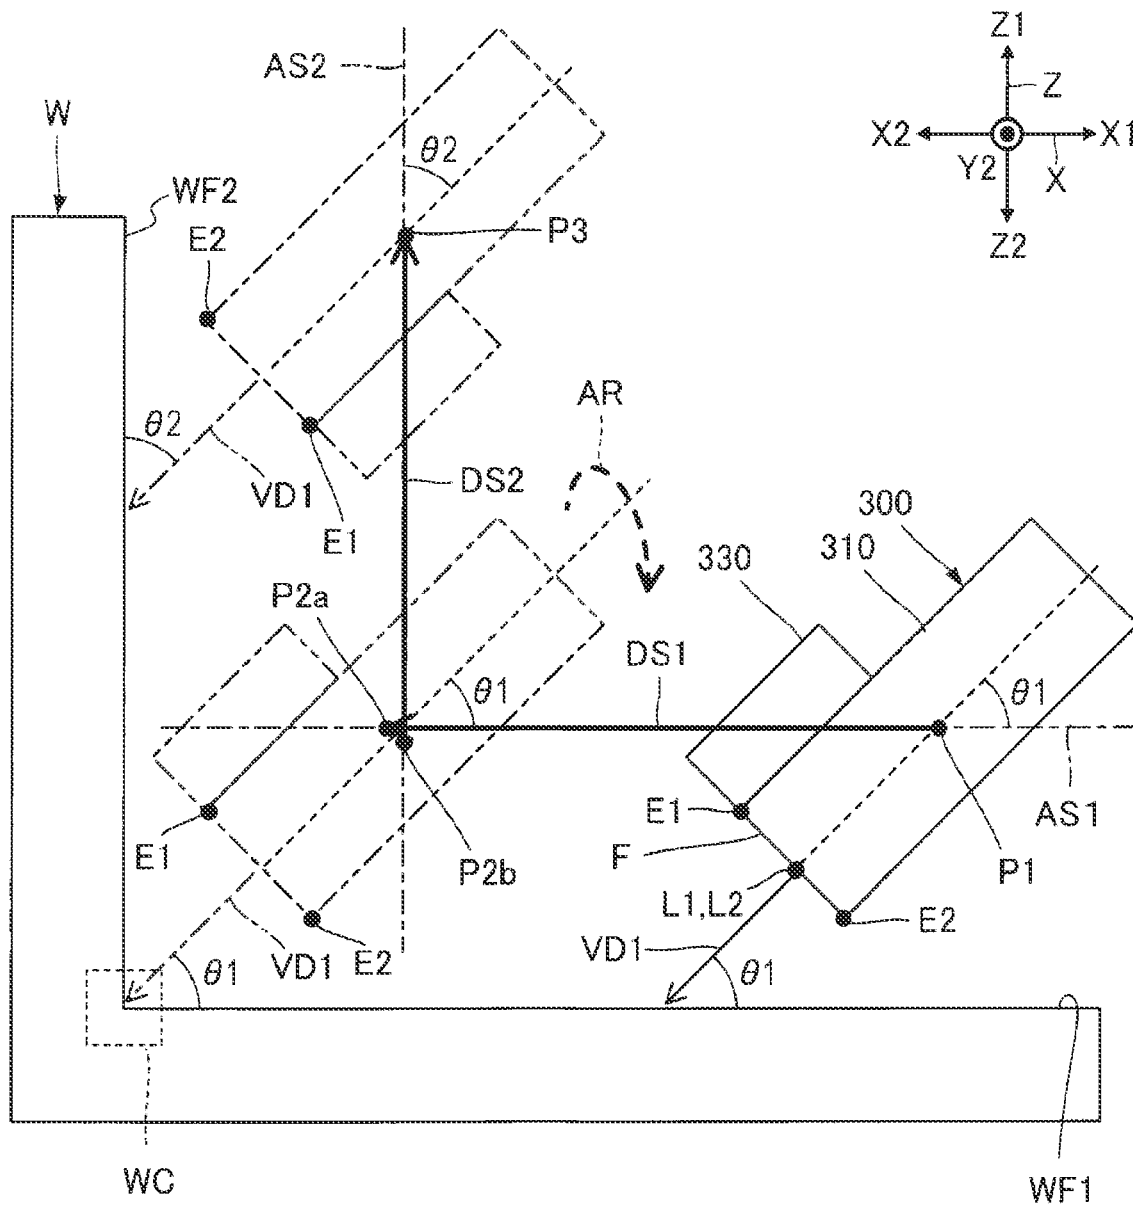 Z1
AS2
Z
W
X2
X1
θ2
Y2
X
WF2
P3
Z2
E2
AR
θ2
DS2
300
VD1
310
E1
330
P2a
DS1
θ1
θ1
E1
AS1
E1
F
P2b
P1
L1,L2
E2
VD1
E2
θ1
VD1
θ1
WC
WF1